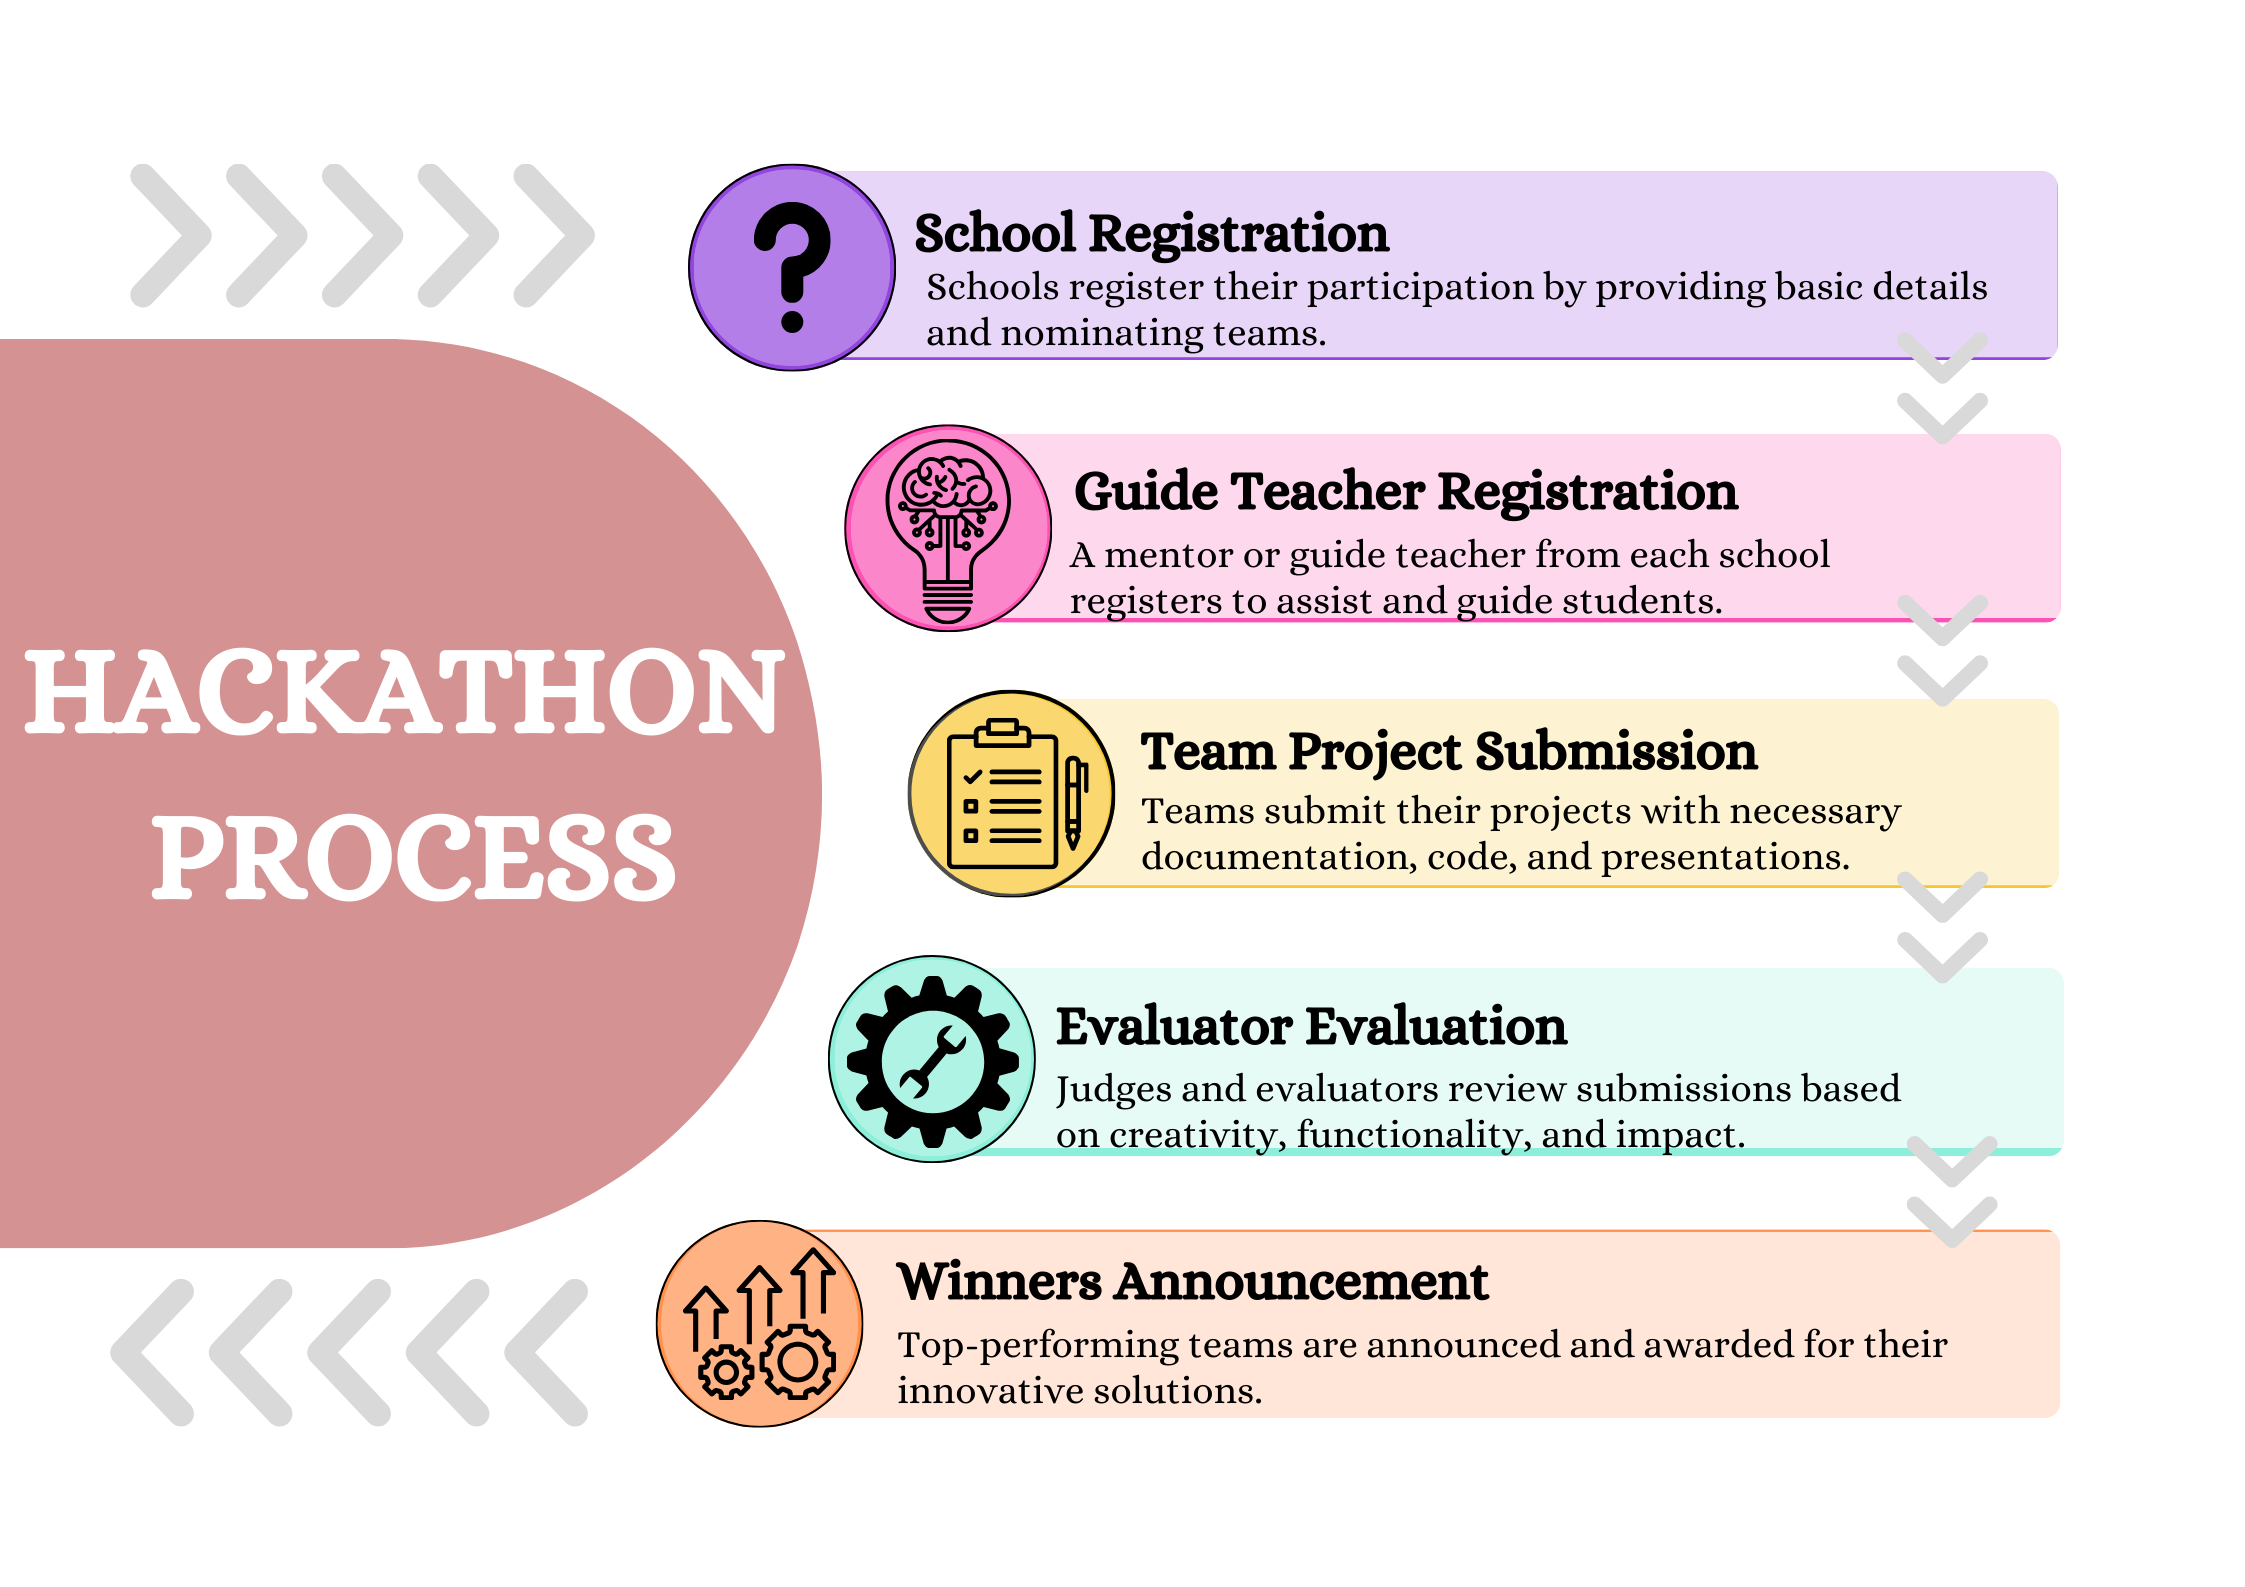 HACKATHON
PROCESS
School Registration
Schools register their participation by providing basic details
and nominating teams.
Guide Teacher Registration
A mentor or guide teacher from each school
registers to assist and guide students.
Team Project Submission
Teams submit their projects with necessary
documentation, code, and presentations.
Evaluator Evaluation
Judges and evaluators review submissions based
on creativity, functionality, and impact.
Winners Announcement
Top-performing teams are announced and awarded for their
innovative solutions.